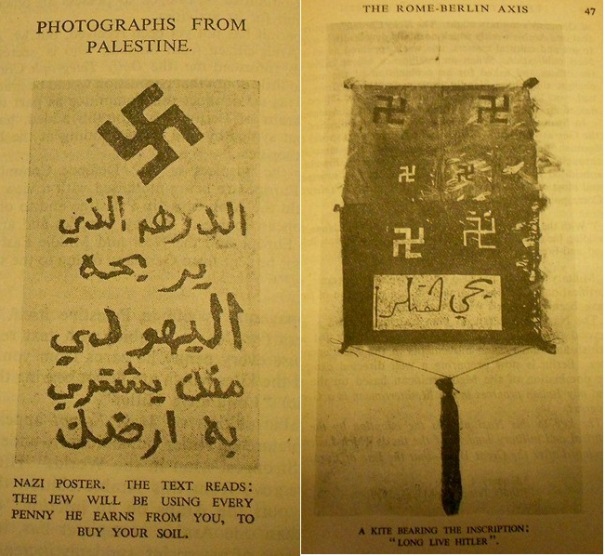 PHOTOGRAPHS FROM
PALESTINE.
الدرهم الذي
يربحه
اليهودي
منك يشتري
به ارضك
NAZI POSTER. THE TEXT READS:
THE JEW WILL BE USING EVERY
PENNY HE EARNS FROM YOU, TO
BUY YOUR SOIL.
THE ROME-BERLIN AXIS
47
يحي
A KITE BEARING THE INSCRIPTION:
"LONG LIVE HITLER".